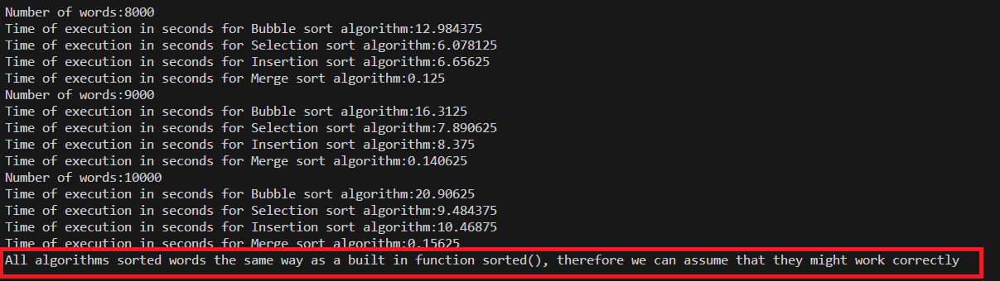 Number of words:8000
Time of execution in seconds for Bubble sort algorithm:12.984375
Time of execution in seconds for Selection sort algorithm:6.078125
Time of execution in seconds for Insertion sort algorithm:6.65625
Time of execution in seconds for Merge sort algorithm:0.125
Number of words:9000
Time of execution in seconds for Bubble sort algorithm:16.3125
Time of execution in seconds for Selection sort algorithm:7.890625
Time of execution in seconds for Insertion sort algorithm:8.375
Time of execution in seconds for Merge sort algorithm:0.140625
Number of words:10000
Time of execution in seconds for Bubble sort algorithm:20.90625
Time of execution in seconds for Selection sort algorithm:9.484375
Time of execution in seconds for Insertion sort algorithm:10.46875
Time of execution in seconds for Merge sort algorithm:0.15625
All algorithms sorted words the same way as a built in function sorted(), therefore we can assume that they might work correctly